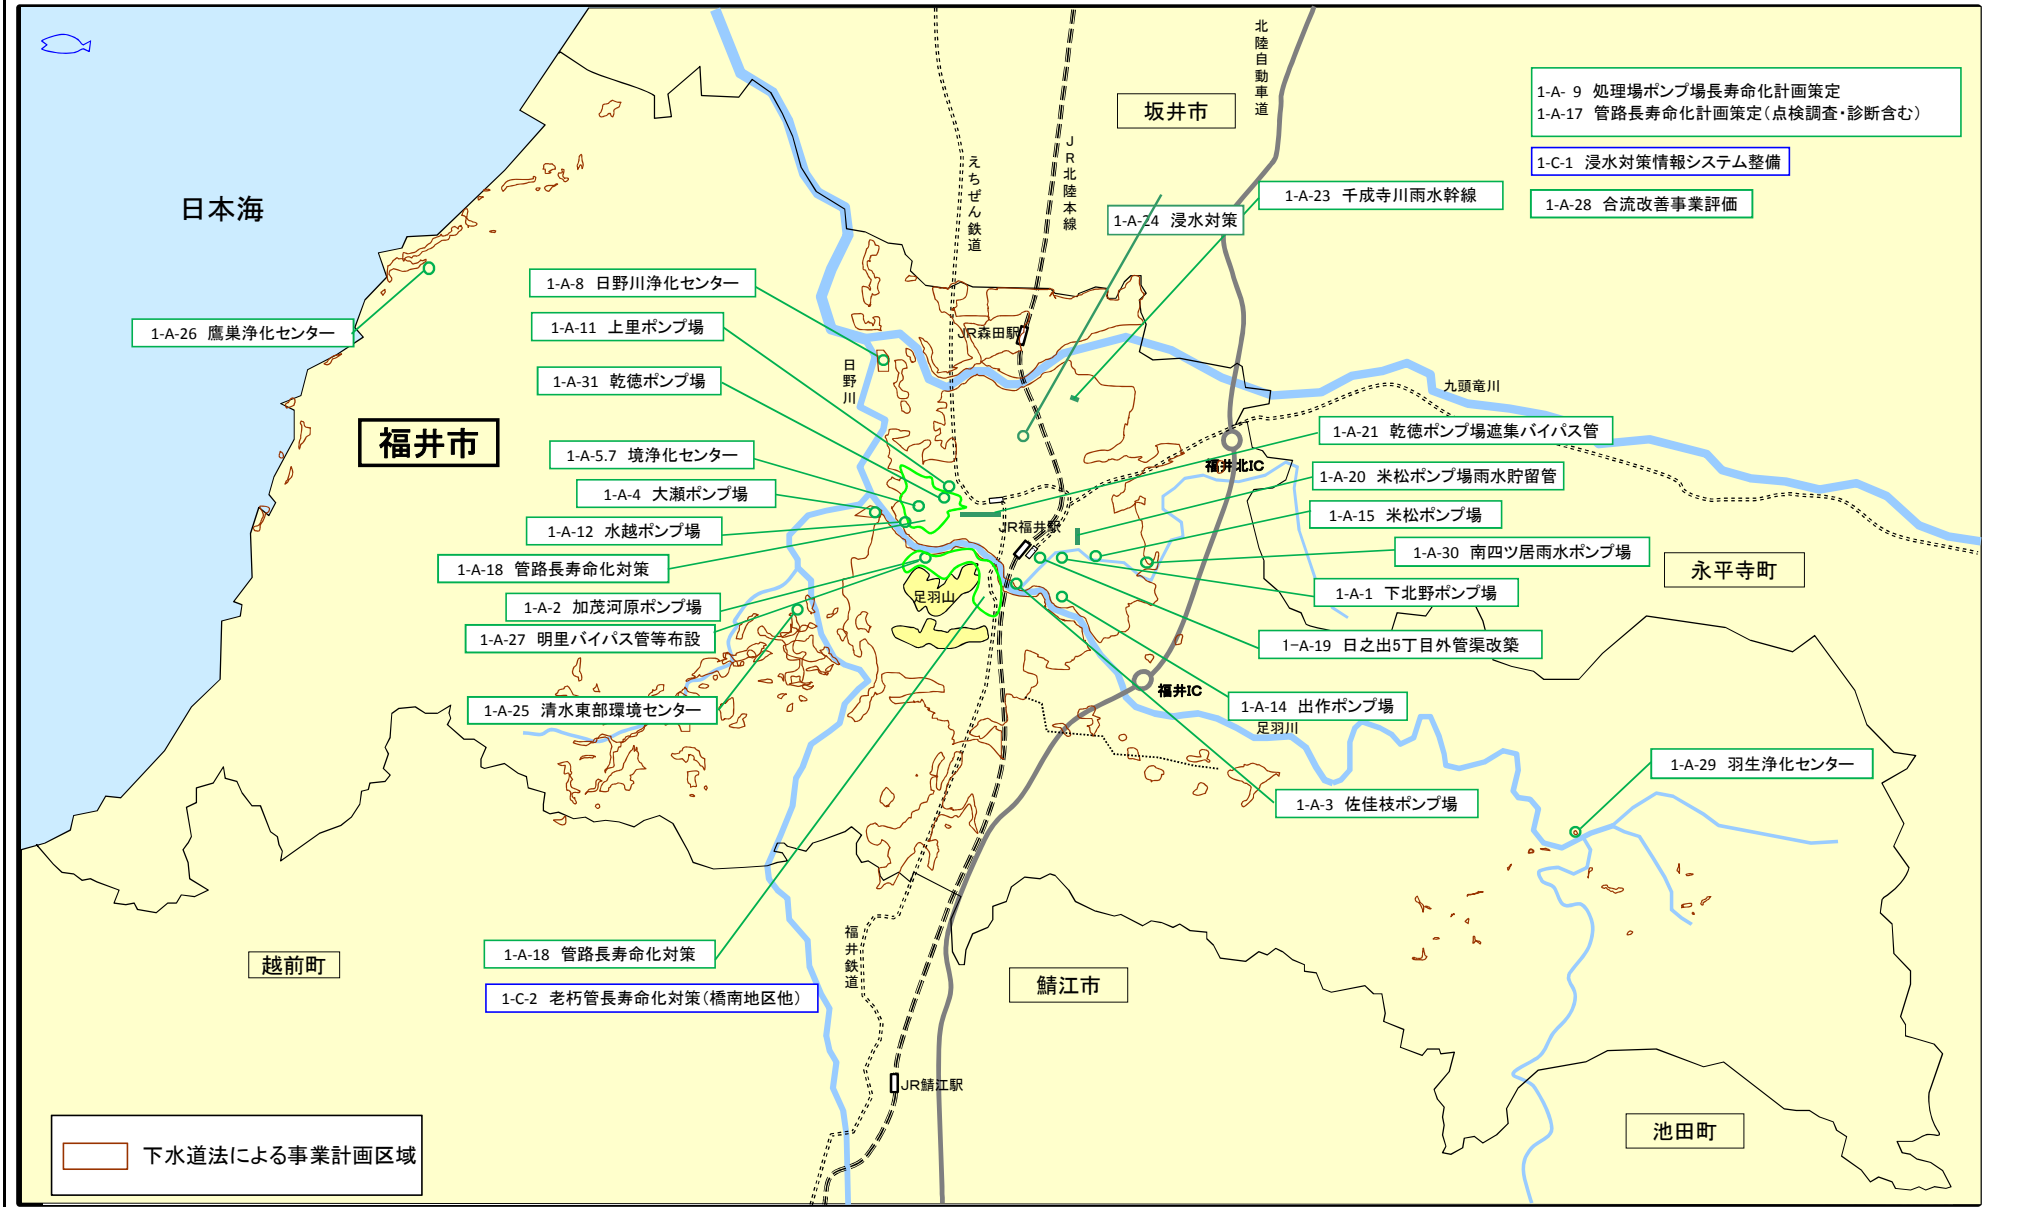 北陸自動車道
坂井市
1-A- 9 処理場ポンプ場長寿命化計画策定
1-A-17 管路長寿命化計画策定(点検調査・診断含む)
1-C-1 浸水対策情報システム整備
1-A-28 合流改善事業評価
JR北陸本線
えちぜん鉄道
日本海
1-A-23 千成寺川雨水幹線
1-A-24 浸水対策
1-A-8 日野川浄化センター
1-A-26 鷹巣浄化センター
1-A-11 上里ポンプ場
JR森田駅
日野川
1-A-31 乾徳ポンプ場
九頭竜川
福井市
1-A-21 乾徳ポンプ場遮集バイパス管
1-A-5.7 境浄化センター
福井北IC
1-A-20 米松ポンプ場雨水貯留管
1-A-4 大瀬ポンプ場
1-A-15 米松ポンプ場
1-A-12 水越ポンプ場
JR福井駅
1-A-30 南四ツ居雨水ポンプ場
1-A-18 管路長寿命化対策
永平寺町
1-A-1 下北野ポンプ場
足羽山
1-A-2 加茂河原ポンプ場
1-A-27 明里バイパス管等布設
1-A-19 日之出5丁目外管渠改築
福井IC
1-A-25 清水東部環境センター
1-A-14 出作ポンプ場
足羽川
1-A-29 羽生浄化センター
1-A-3 佐佳枝ポンプ場
福井鉄道
1-A-18 管路長寿命化対策
越前町
鯖江市
1-C-2 老朽管長寿命化対策(橋南地区他)
JR鯖江駅
池田町
下水道法による事業計画区域